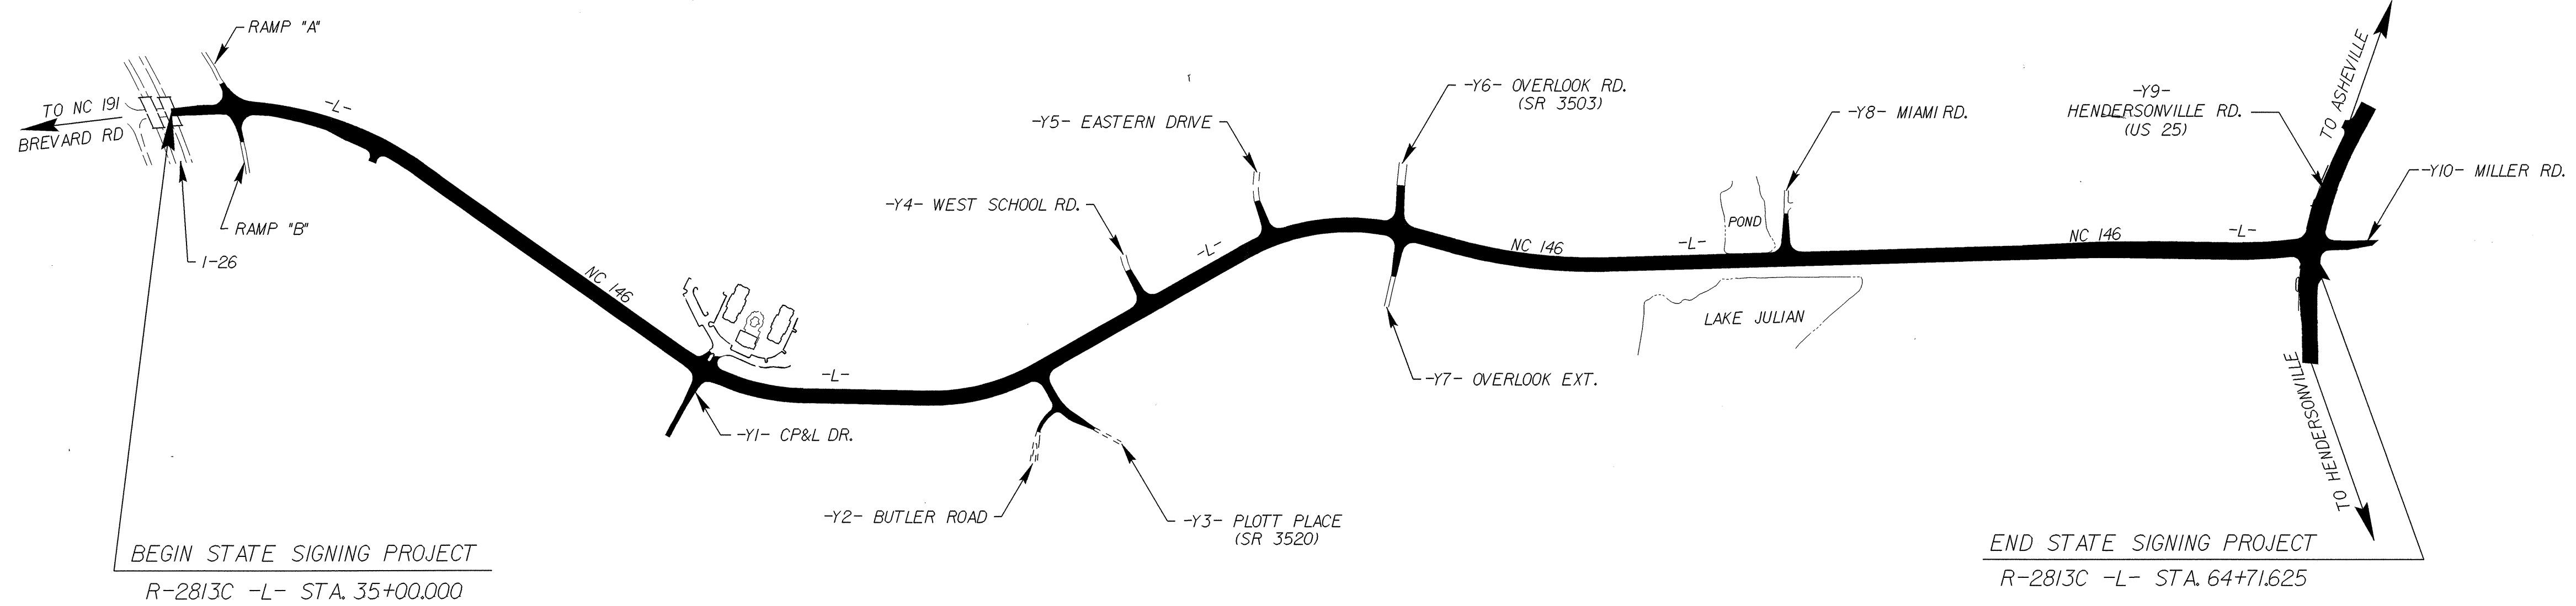 RAMP "A"
TO NC 191
BREVARD RD
-L-
RAMP "B"
I-26
NC 146
-L-
-Y1- CP&L DR.
-Y2- BUTLER ROAD
-Y3- PLOTT PLACE
(SR 3520)
-Y4- WEST SCHOOL RD.
-L-
-Y5- EASTERN DRIVE
-Y6- OVERLOOK RD.
(SR 3503)
-Y7- OVERLOOK EXT.
NC 146
-L-
POND
LAKE JULIAN
-Y8- MIAMI RD.
NC 146
-L-
-Y9-
HENDERSONVILLE RD.
(US 25)
TO ASHEVILLE
-Y10- MILLER RD.
TO HENDERSONVILLE
BEGIN STATE SIGNING PROJECT
R-2813C -L- STA. 35+00.000
END STATE SIGNING PROJECT
R-2813C -L- STA. 64+71.625